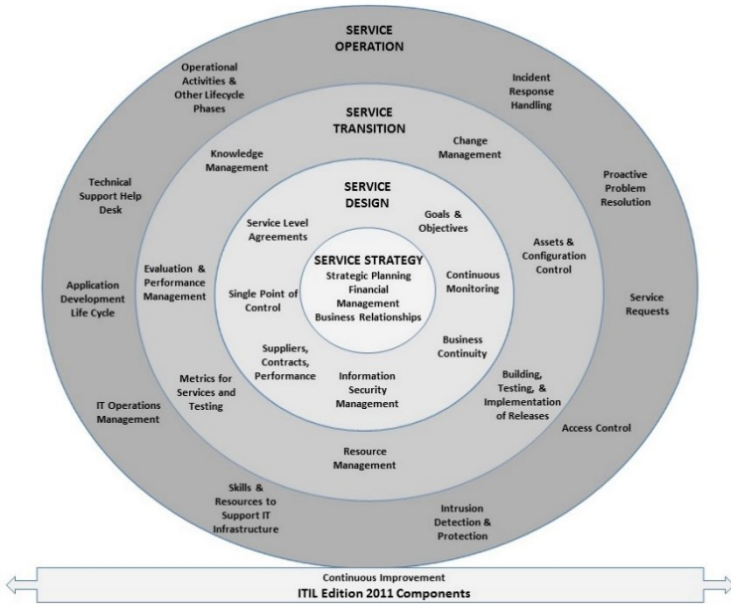 SERVICE
OPERATION
Operational
Activities &
Other Lifecycle
Phases
Incident
Response
Handling
SERVICE
TRANSITION
Knowledge
Management
Change
Management
Technical
Support Help
Desk
Proactive
Problem
Resolution
SERVICE
DESIGN
Service Level
Agreements
Goals &
Objectives
Assets &
Configuration
Control
SERVICE STRATEGY
Strategic Planning
Financial
Management
Business Relationships
Evaluation &
Performance
Management
Single Point of
Control
Continuous
Monitoring
Application
Development
Life Cycle
Service
Requests
Suppliers,
Contracts,
Performance
Business
Continuity
Information
Security
Management
Metrics for
Services and
Testing
Building,
Testing, &
Implementation
of Releases
IT Operations
Management
Access Control
Resource
Management
Skills &
Resources to
Support IT
Infrastructure
Intrusion
Detection &
Protection
Continuous Improvement
ITIL Edition 2011 Components